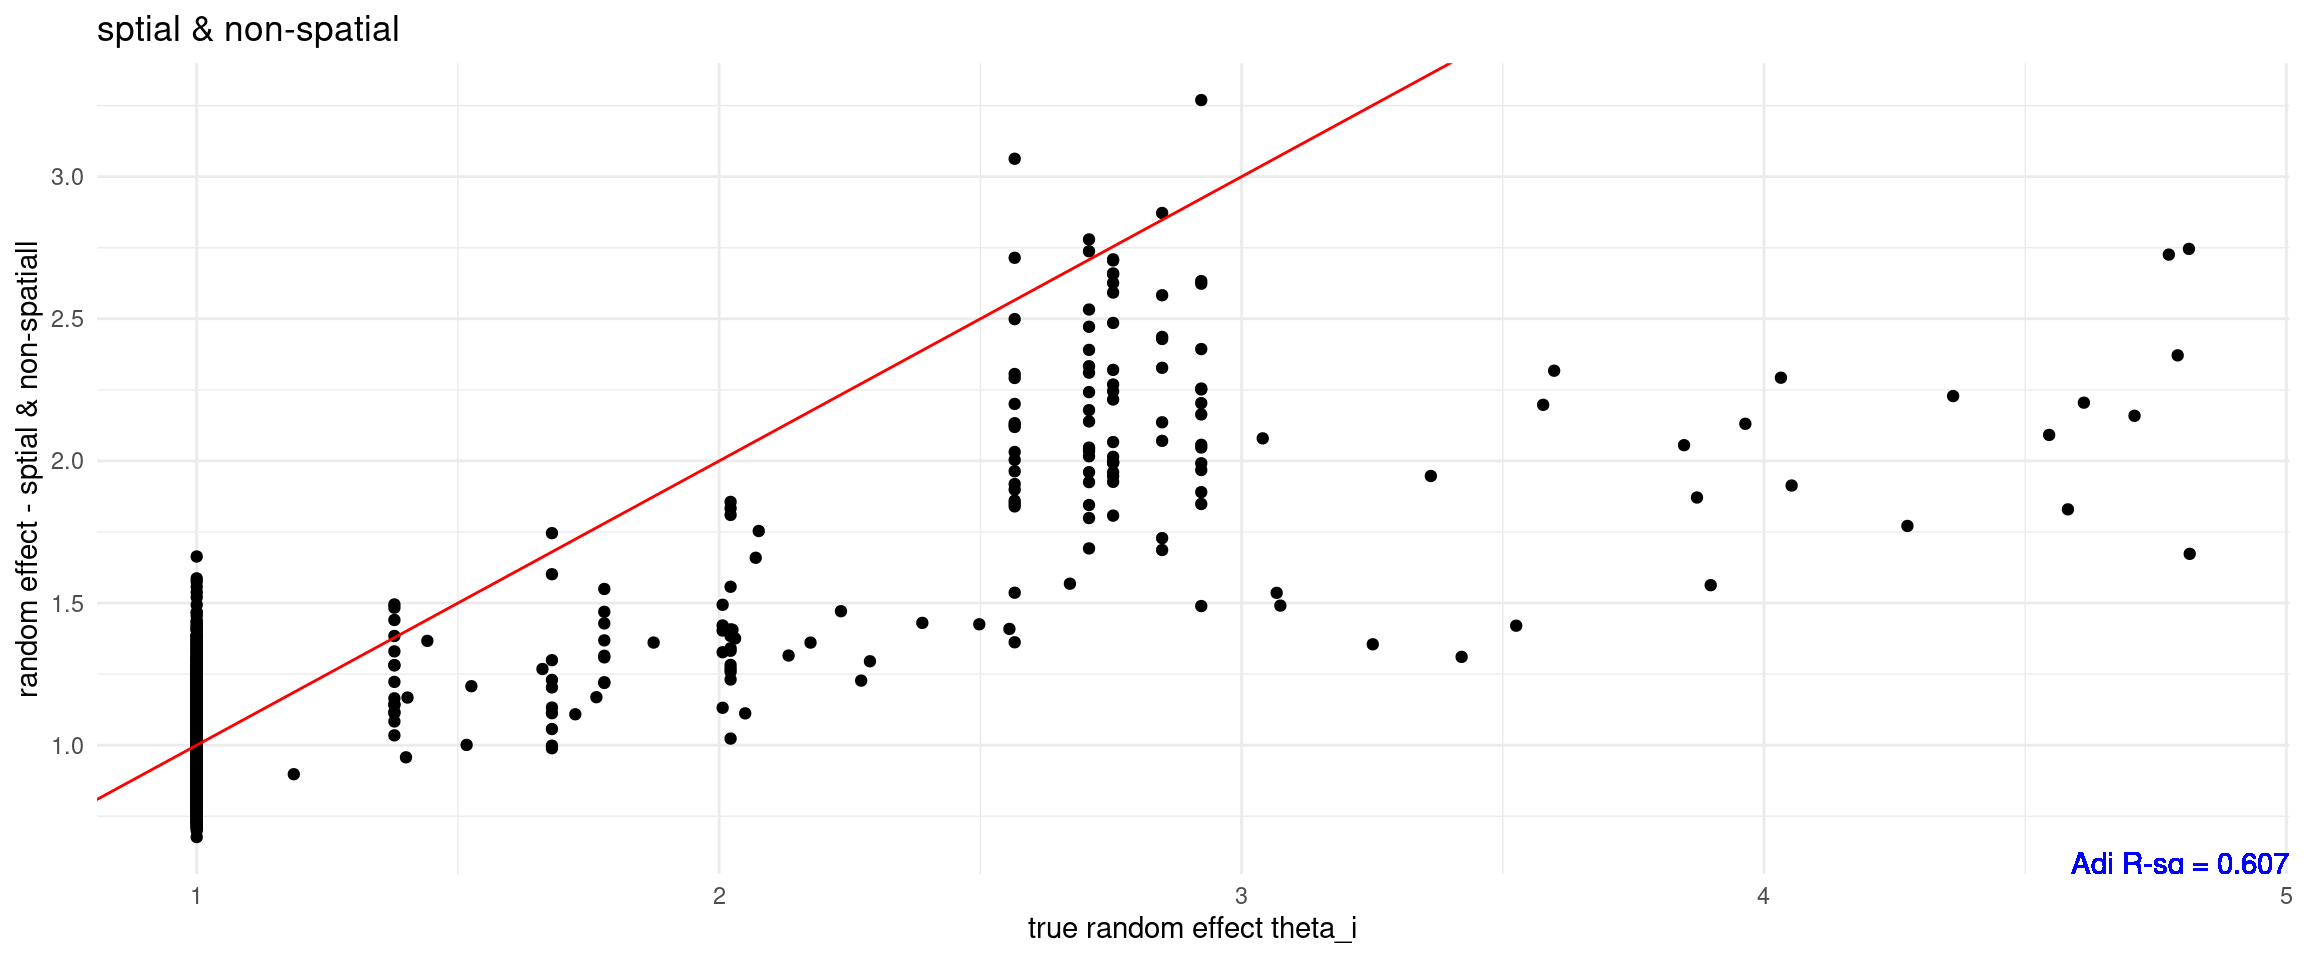 sptial & non-spatial
random effect - sptial & non-spatiall
3.0
2.5
2.0
1.5
1.0
Adj R-sq = 0.607
1 2 3 4 5
true random effect theta_i